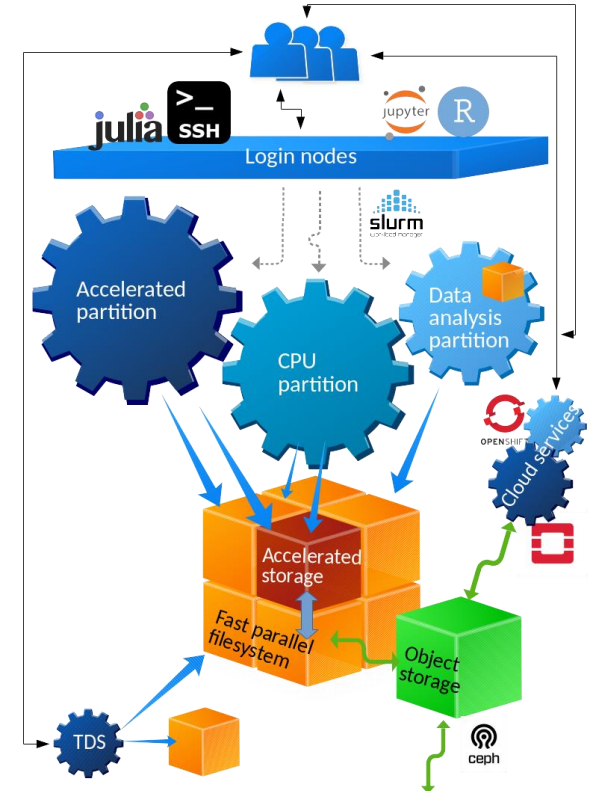 julia
>_
SSH
jupyter
R
Login nodes
slurm
workload manager
Accelerated
partition
Data
analysis
partition
CPU
partition
OPENSHIFT
Cloud services
Accelerated
storage
Fast parallel
filesystem
Object
storage
TDS
ceph